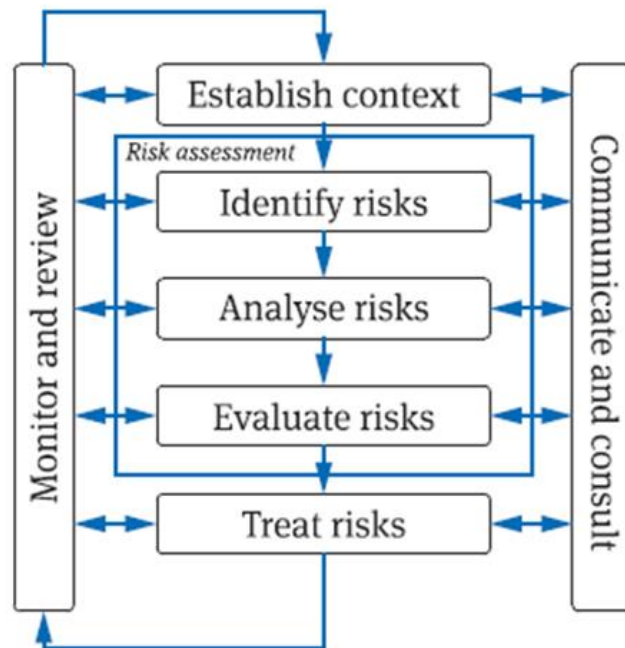 Establish context
Risk assessment
Identify risks
Analyse risks
Evaluate risks
Treat risks
Monitor and review
Communicate and consult